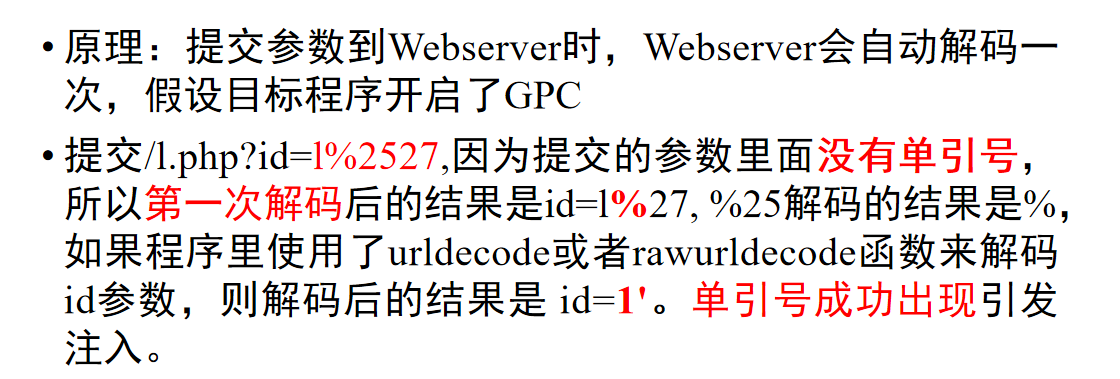 • 原理：提交参数到Webserver时，Webserver会自动解码一
次，假设目标程序开启了GPC
• 提交/l.php?id=l%2527,因为提交的参数里面没有单引号，
所以第一次解码后的结果是id=l%27, %25解码的结果是%，
如果程序里使用了urldecode或者rawurldecode函数来解码
id参数，则解码后的结果是 id=1'。单引号成功出现引发
注入。